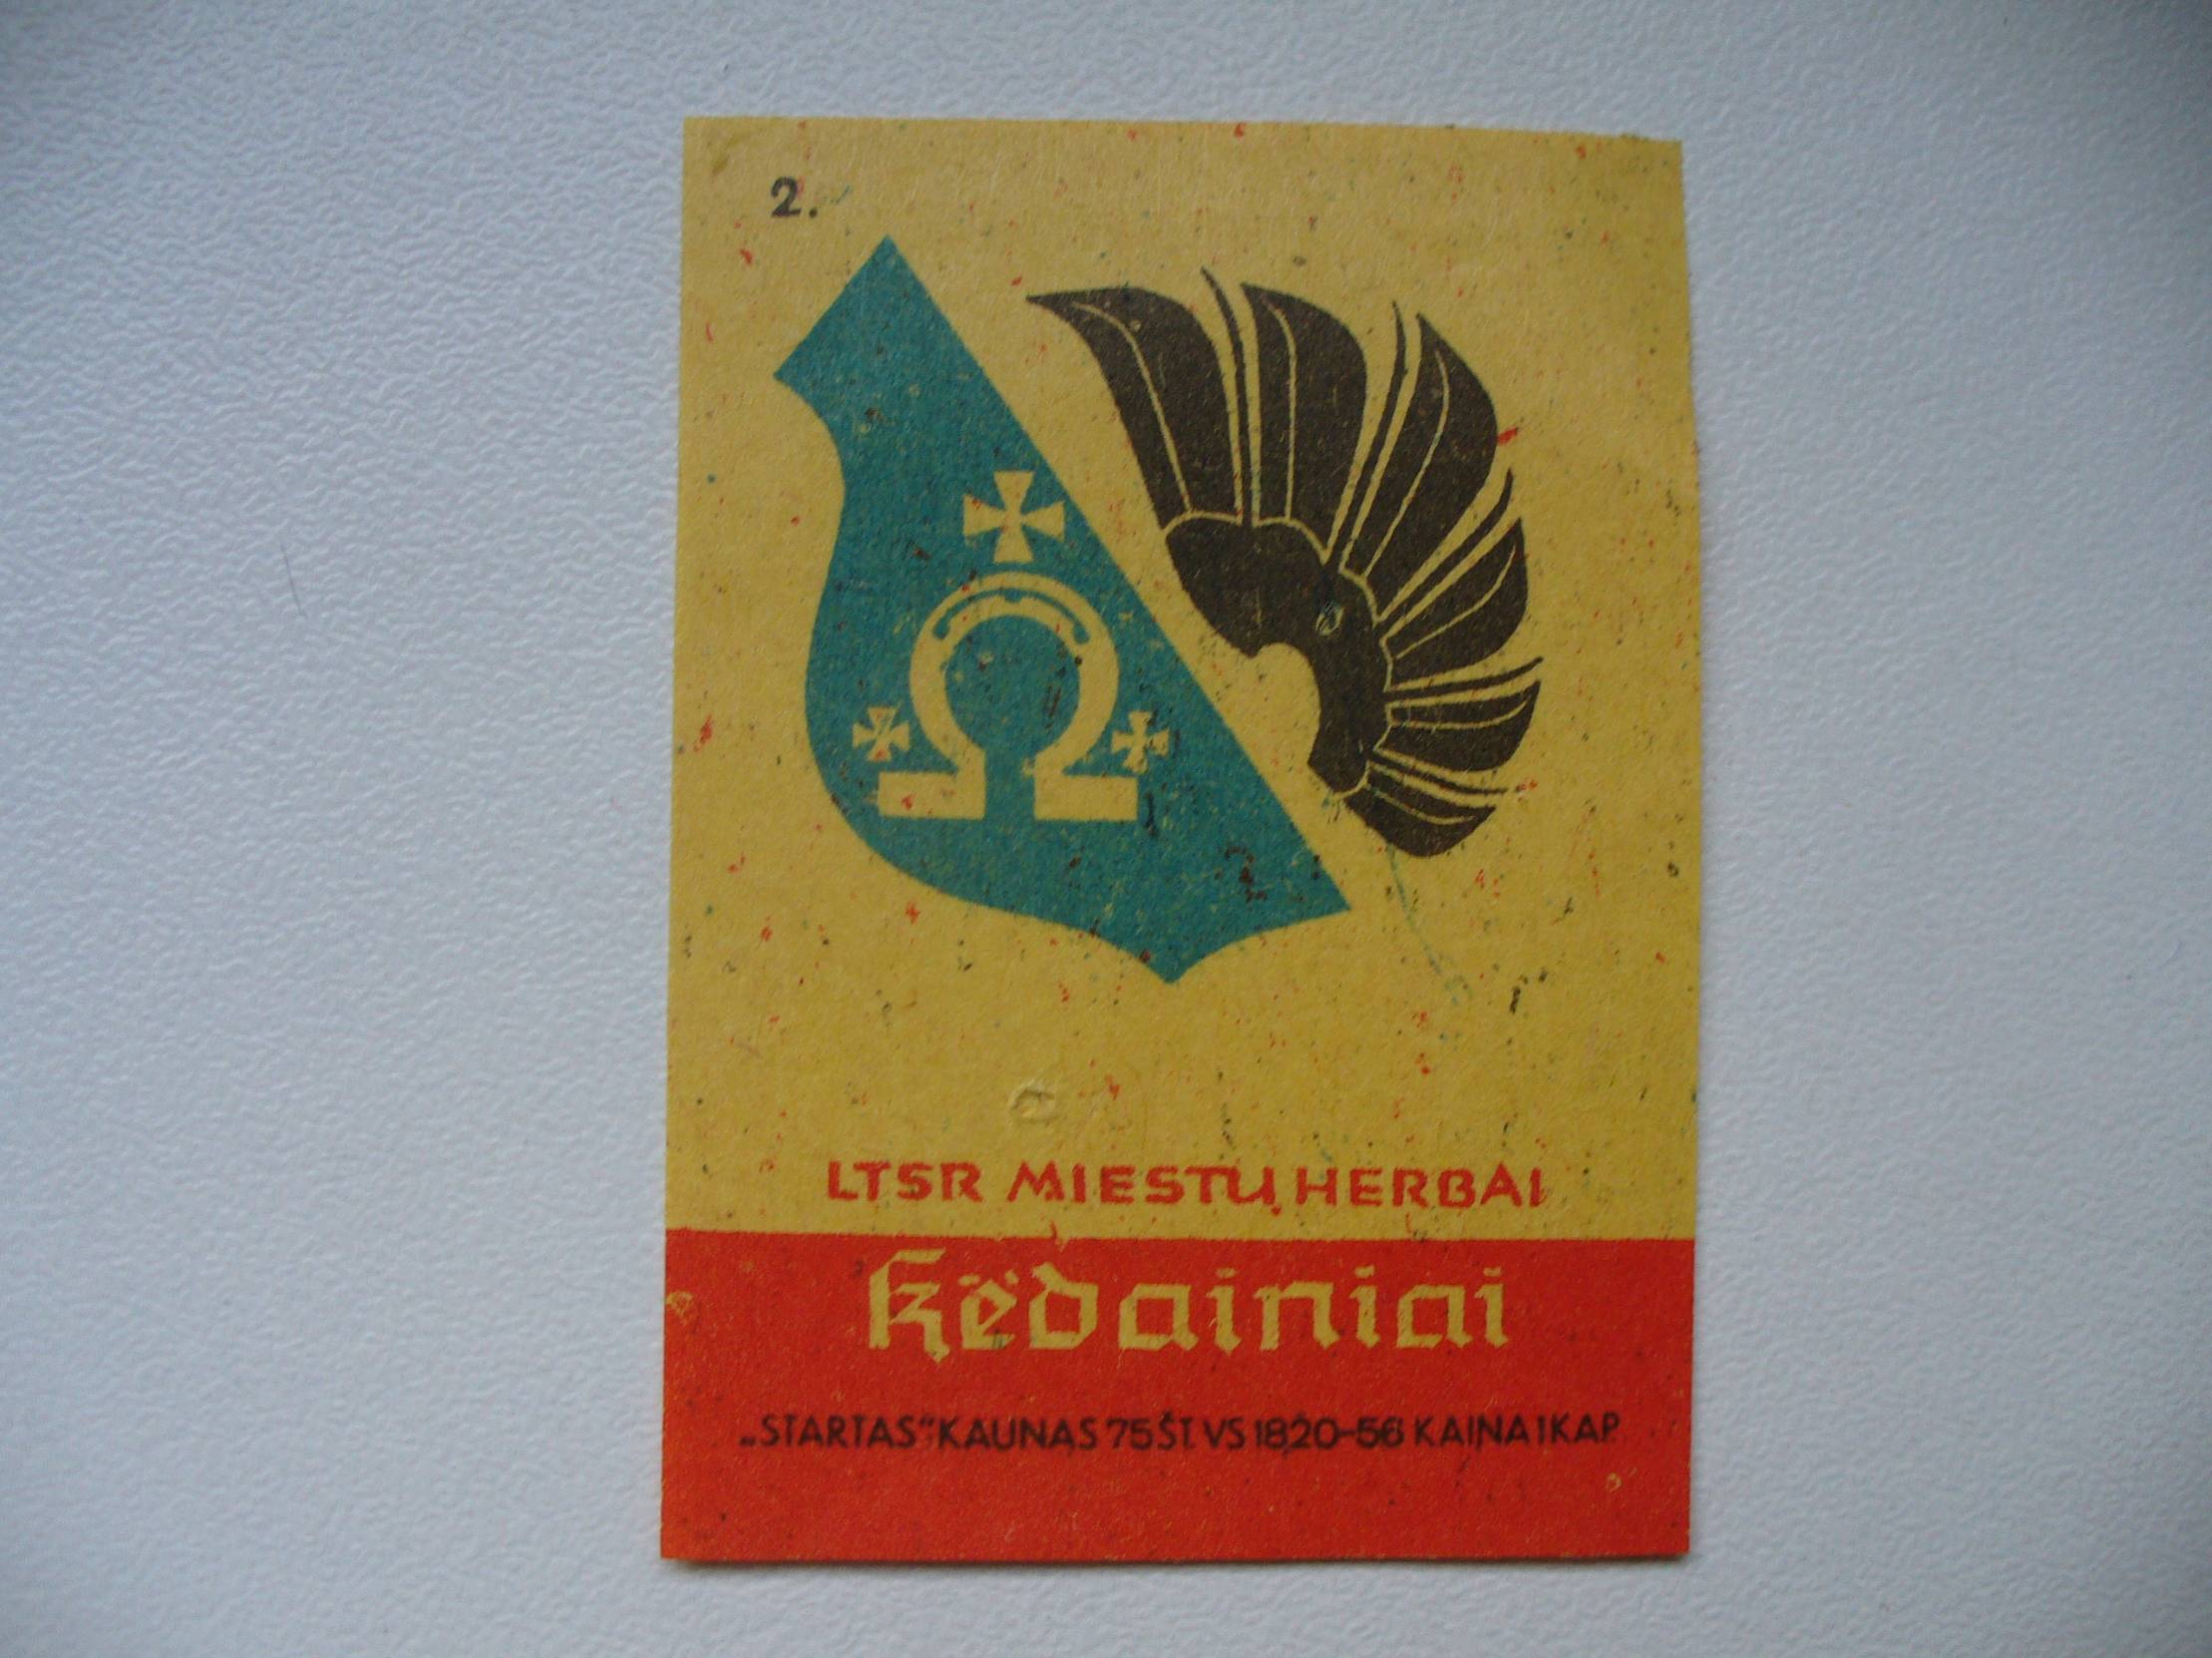 2.
LTSR MIESTŲ HERBAI
Kėdainiai
„STARTAS“ KAUNAS 75 ŠT. VS 1820-56 KAINA 1 KAP.